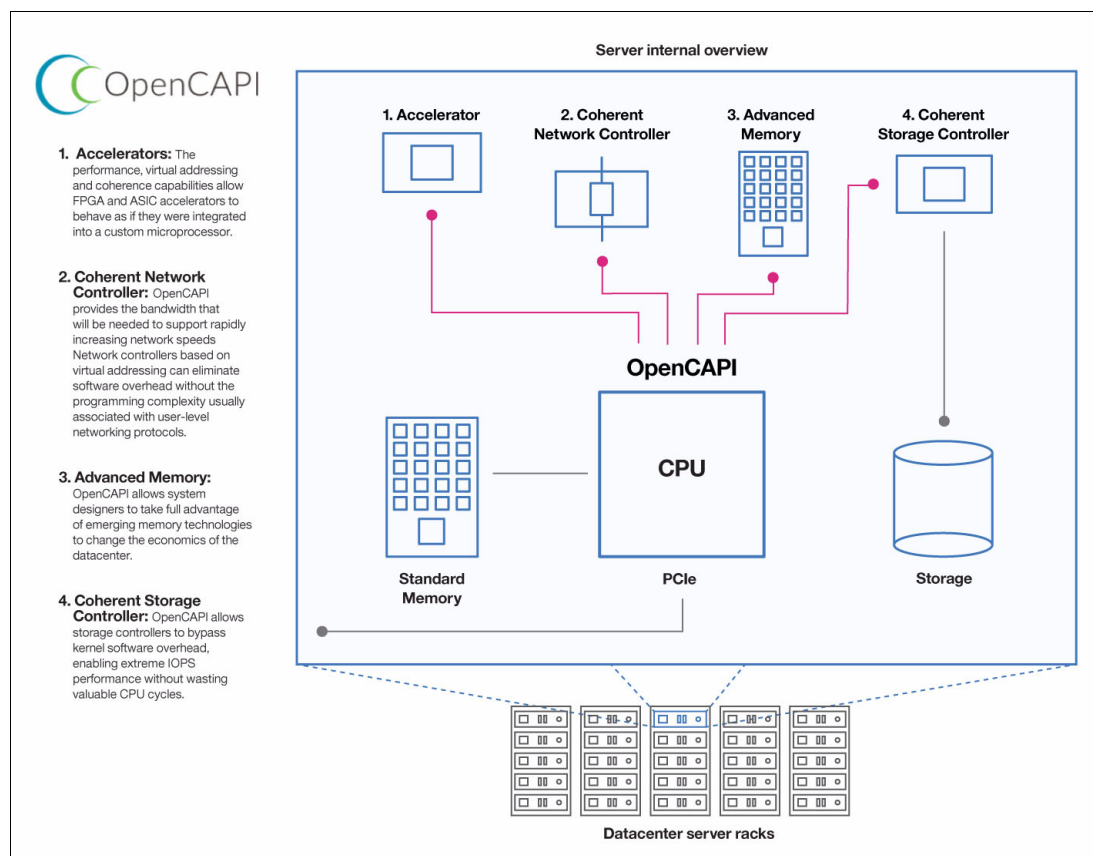 OpenCAPI
1. Accelerators: The
performance, virtual addressing
and coherence capabilities allow
FPGA and ASIC accelerators to
behave as if they were integrated
into a custom microprocessor.
2. Coherent Network
Controller: OpenCAPI
provides the bandwidth that
will be needed to support rapidly
increasing network speeds
Network controllers based on
virtual addressing can eliminate
software overhead without the
programming complexity usually
associated with user-level
networking protocols.
3. Advanced Memory:
OpenCAPI allows system
designers to take full advantage
of emerging memory technologies
to change the economics of the
datacenter.
4. Coherent Storage
Controller: OpenCAPI allows
storage controllers to bypass
kernel software overhead,
enabling extreme IOPS
performance without wasting
valuable CPU cycles.
Server internal overview
1. Accelerator
2. Coherent
Network Controller
3. Advanced
Memory
4. Coherent
Storage Controller
OpenCAPI
CPU
Standard
Memory
PCIe
Storage
Datacenter server racks